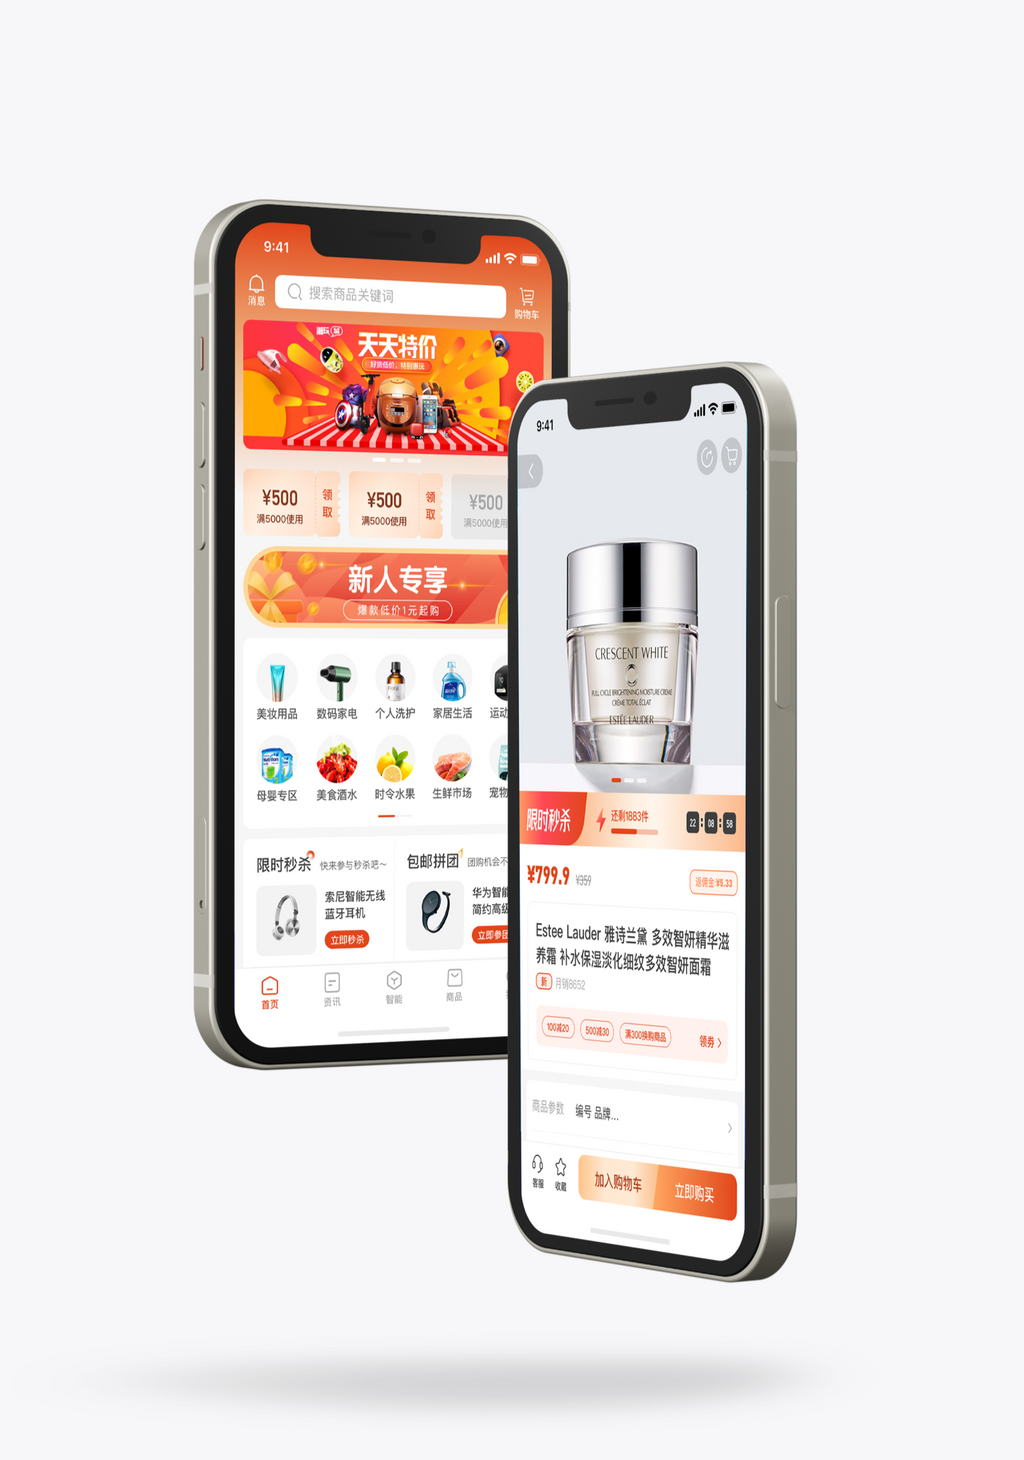 9:41
消息
搜索商品关键词
购物车
潮玩
天天特价
好货低价，特别惠玩
¥500
满5000使用
领取
¥500
满5000使用
领取
¥500
满5000使用
新人专享
爆款低价1元起购
美妆用品
数码家电
个人洗护
家居生活
运动
母婴专区
美食酒水
时令水果
生鲜市场
宠物
限时秒杀
快来参与秒杀吧~
包邮拼团
团购机会不
索尼智能无线
蓝牙耳机
立即秒杀
华为智能
简约高级
立即参团
首页
资讯
智能
商品
9:41
CRESCENT WHITE
FULL CYCLE BRIGHTENING MOISTURE CREME
CRÈME TOTAL ÉCLAT
ESTÉE LAUDER
限时秒杀
还剩1883件
22:08:58
¥799.9
¥959
返佣金:¥5.33
Estee Lauder 雅诗兰黛 多效智妍精华滋
养霜 补水保湿淡化细纹多效智妍面霜
新
月销8652
100减20
500减30
满300换购商品
领券
商品参数
编号 品牌...
客服
收藏
加入购物车
立即购买